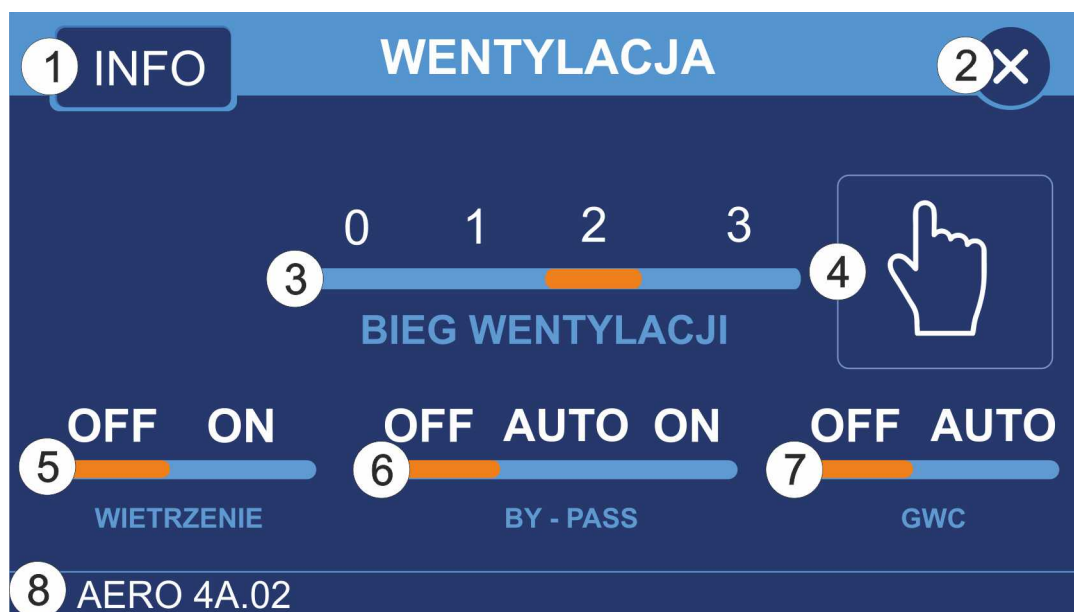 1 INFO WENTYLACJA 2
0 1 2 3
3
4
BIEG WENTYLACJI
OFF ON OFF AUTO ON OFF AUTO
5 6 7
WIETRZENIE BY - PASS GWC
8 AERO 4A.02